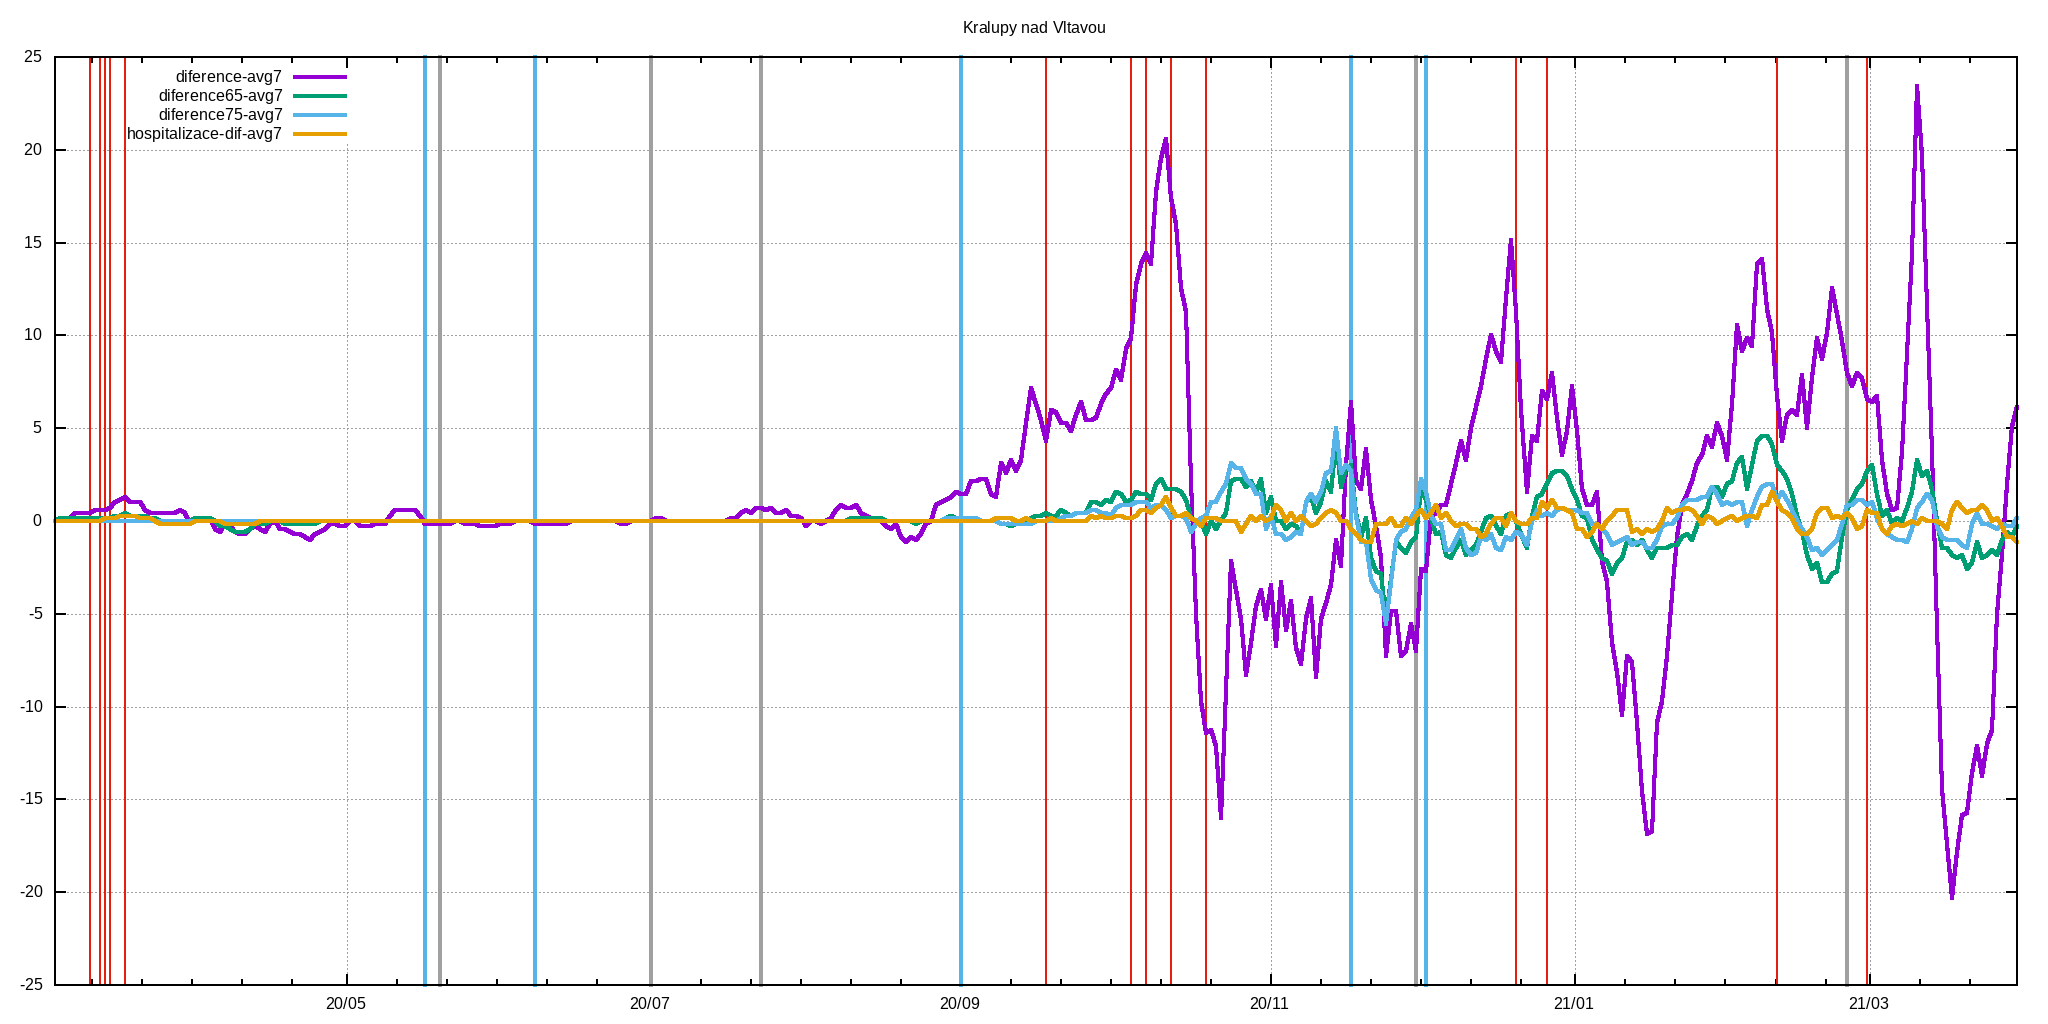 Kralupy nad Vltavou
diference-avg7
diference65-avg7
diference75-avg7
hospitalizace-dif-avg7
25
20
15
10
5
0
-5
-10
-15
-20
-25
20/05 20/07 20/09 20/11 21/01 21/03